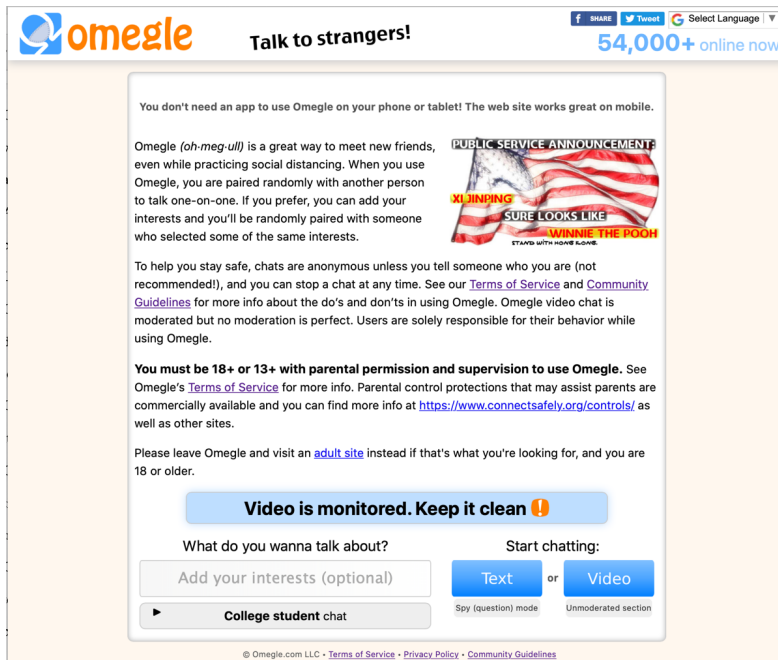 omegle
Talk to strangers!
SHARE
Tweet
Select Language
54,000+ online now
You don't need an app to use Omegle on your phone or tablet! The web site works great on mobile.
Omegle (oh·meg·ull) is a great way to meet new friends,
even while practicing social distancing. When you use
Omegle, you are paired randomly with another person
to talk one-on-one. If you prefer, you can add your
interests and you'll be randomly paired with someone
who selected some of the same interests.
PUBLIC SERVICE ANNOUNCEMENT:
XI JINPING
SURE LOOKS LIKE
WINNIE THE POOH
STAND WITH HONG KONG.
To help you stay safe, chats are anonymous unless you tell someone who you are (not
recommended!), and you can stop a chat at any time. See our Terms of Service and Community
Guidelines for more info about the do's and don'ts in using Omegle. Omegle video chat is
moderated but no moderation is perfect. Users are solely responsible for their behavior while
using Omegle.
You must be 18+ or 13+ with parental permission and supervision to use Omegle. See
Omegle's Terms of Service for more info. Parental control protections that may assist parents are
commercially available and you can find more info at https://www.connectsafely.org/controls/ as
well as other sites.
Please leave Omegle and visit an adult site instead if that's what you're looking for, and you are
18 or older.
Video is monitored. Keep it clean !
What do you wanna talk about?
Add your interests (optional)
College student chat
Start chatting:
Text or Video
Spy (question) mode
Unmoderated section
© Omegle.com LLC • Terms of Service • Privacy Policy • Community Guidelines